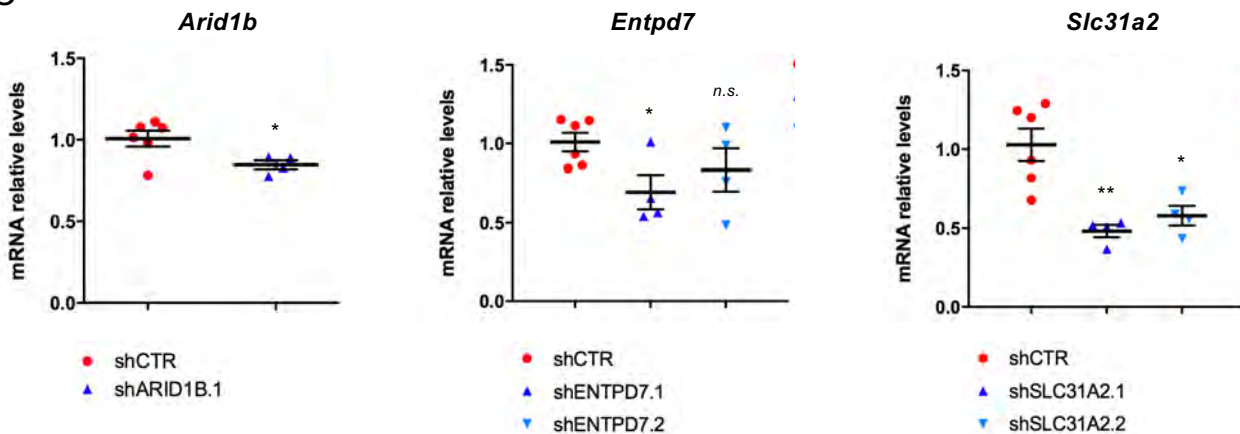 Arid1b
mRNA relative levels
1.5
1.0
0.5
0.0
*
shCTR
shARID1B.1
Entpd7
mRNA relative levels
1.5
1.0
0.5
0.0
*
n.s.
shCTR
shENTPD7.1
shENTPD7.2
Slc31a2
mRNA relative levels
1.5
1.0
0.5
0.0
**
*
shCTR
shSLC31A2.1
shSLC31A2.2